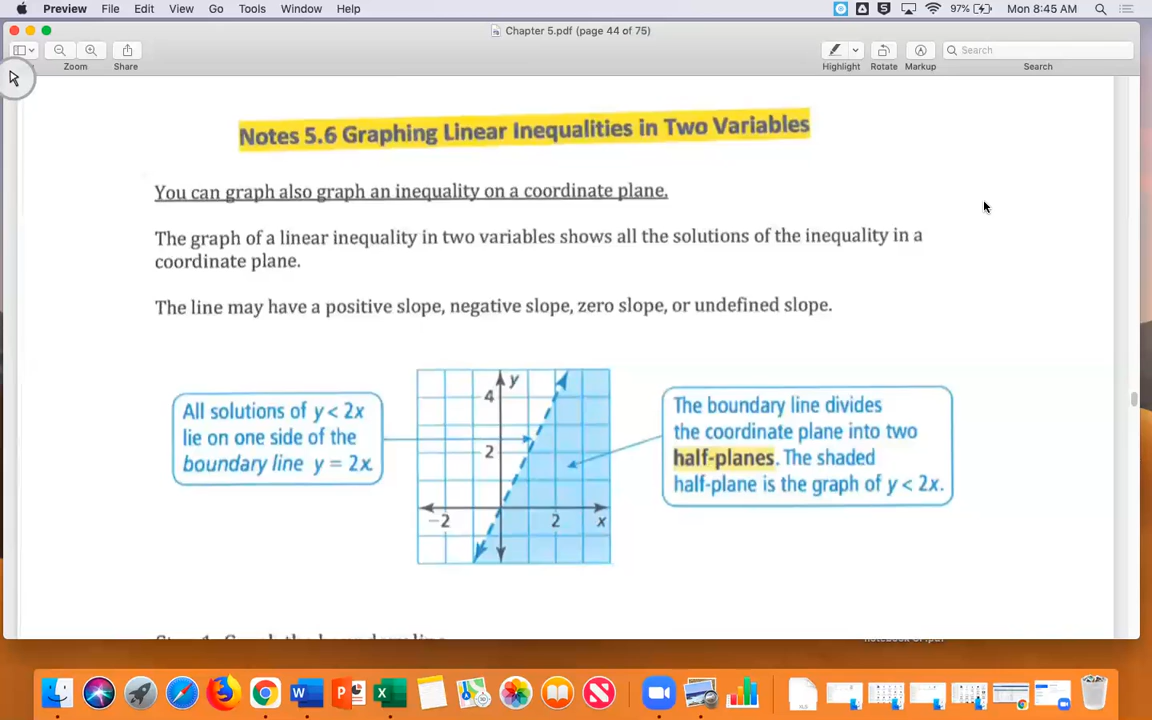 Preview File Edit View Go Tools Window Help
97% Mon 8:45 AM
Chapter 5.pdf (page 44 of 75)
Search
Zoom Share Highlight Rotate Markup Search
Notes 5.6 Graphing Linear Inequalities in Two Variables
You can graph also graph an inequality on a coordinate plane.
The graph of a linear inequality in two variables shows all the solutions of the inequality in a
coordinate plane.
The line may have a positive slope, negative slope, zero slope, or undefined slope.
All solutions of y < 2x
lie on one side of the
boundary line y = 2x.
y
4
2
-2 2 x
The boundary line divides
the coordinate plane into two
half-planes. The shaded
half-plane is the graph of y < 2x.